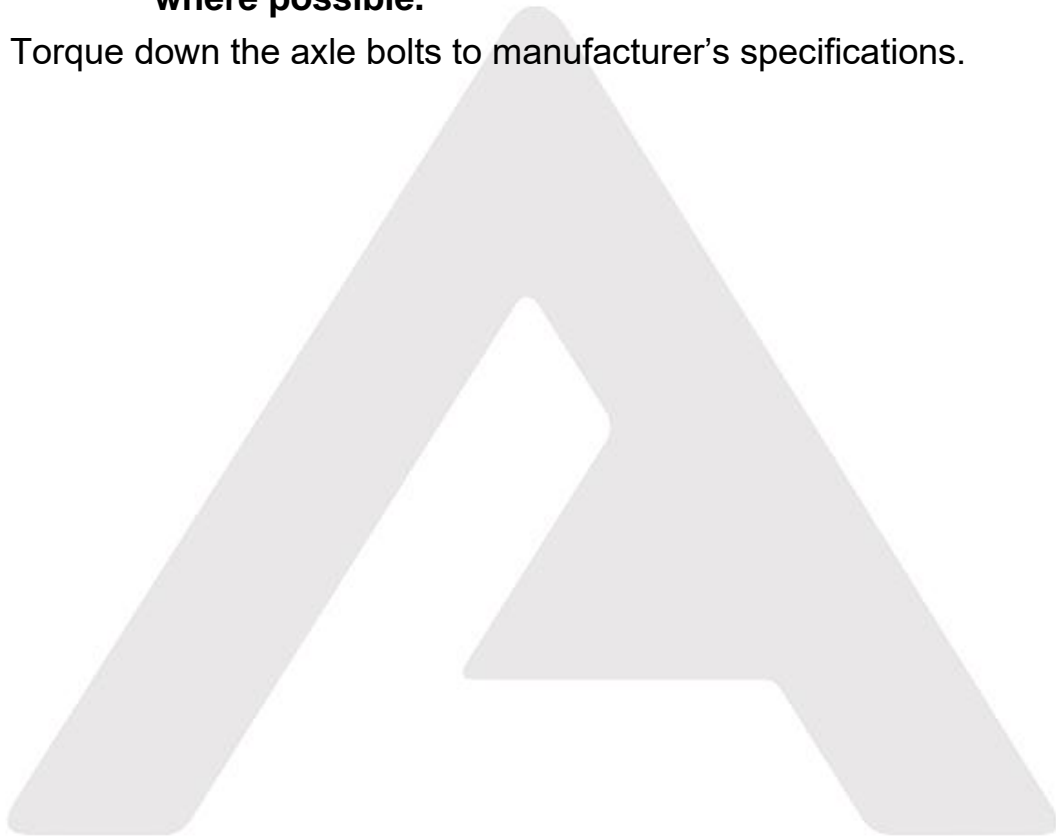 where possible.
Torque down the axle bolts to manufacturer’s specifications.